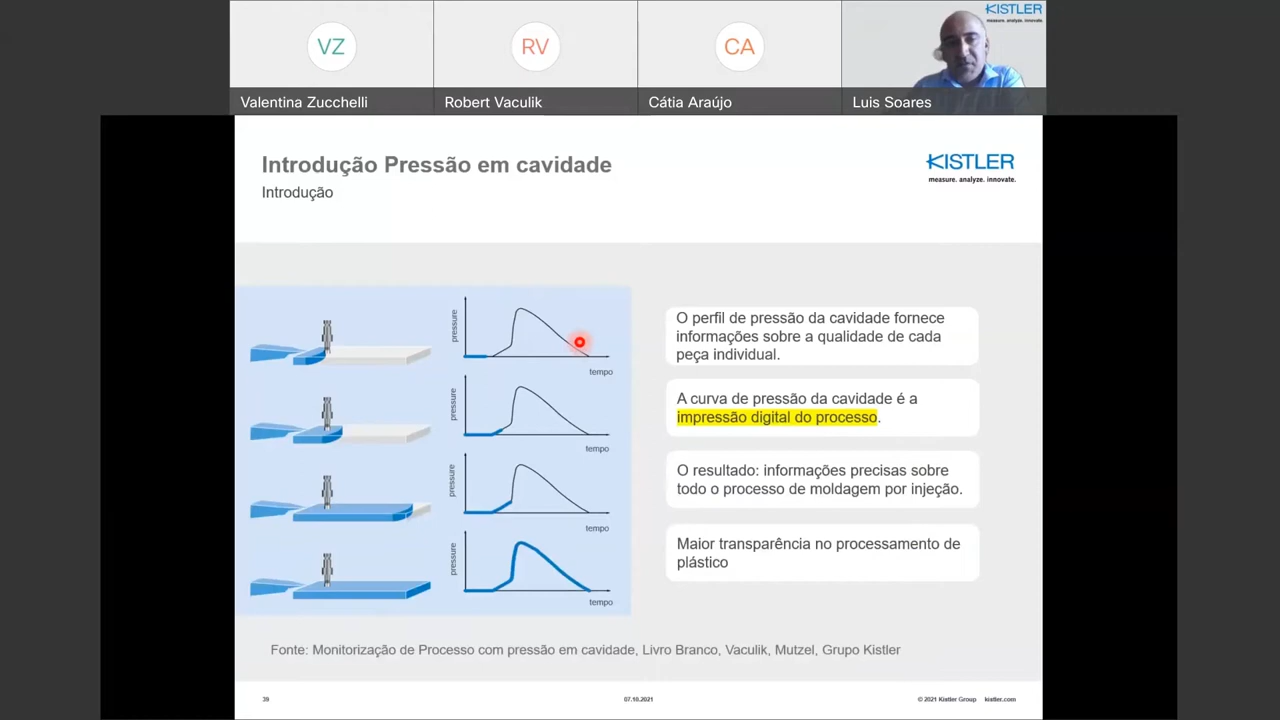 VZ
RV
CA
KISTLER
measure. analyze. innovate.
Valentina Zucchelli
Robert Vaculik
Cátia Araújo
Luis Soares
Introdução Pressão em cavidade
Introdução
KISTLER
measure. analyze. innovate.
pressure
tempo
pressure
tempo
pressure
tempo
pressure
tempo
O perfil de pressão da cavidade fornece
informações sobre a qualidade de cada
peça individual.
A curva de pressão da cavidade é a
impressão digital do processo.
O resultado: informações precisas sobre
todo o processo de moldagem por injeção.
Maior transparência no processamento de
plástico
Fonte: Monitorização de Processo com pressão em cavidade, Livro Branco, Vaculik, Mutzel, Grupo Kistler
39
07.10.2021
© 2021 Kistler Group kistler.com